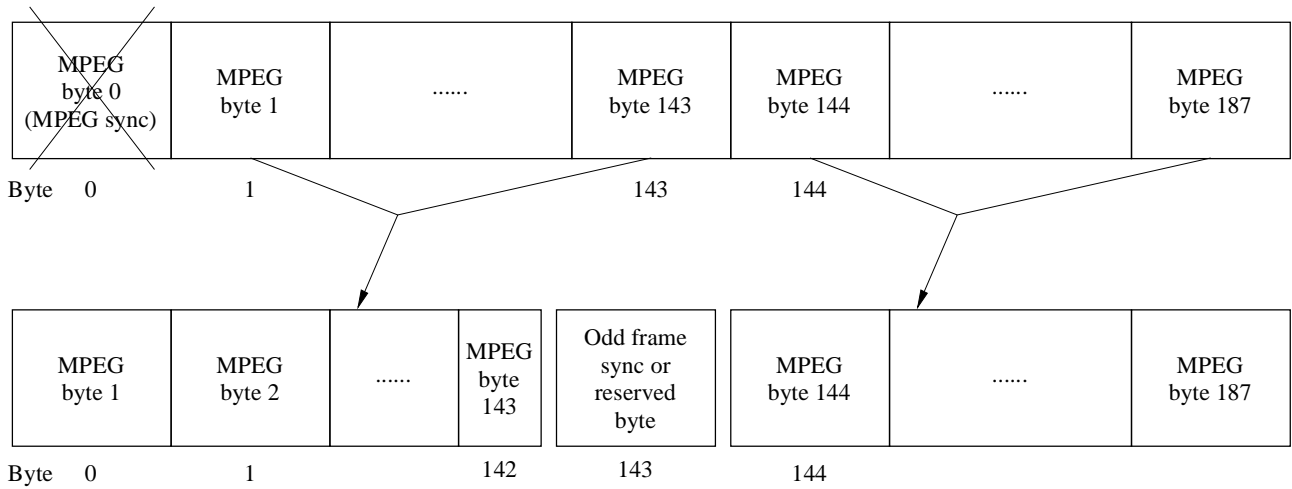 MPEG
byte 0
(MPEG sync)
MPEG
byte 1
......
MPEG
byte 143
MPEG
byte 144
......
MPEG
byte 187
Byte 0 1 143 144
MPEG
byte 1
MPEG
byte 2
......
MPEG
byte
143
Odd frame
sync or
reserved
byte
MPEG
byte 144
......
MPEG
byte 187
Byte 0 1 142 143 144